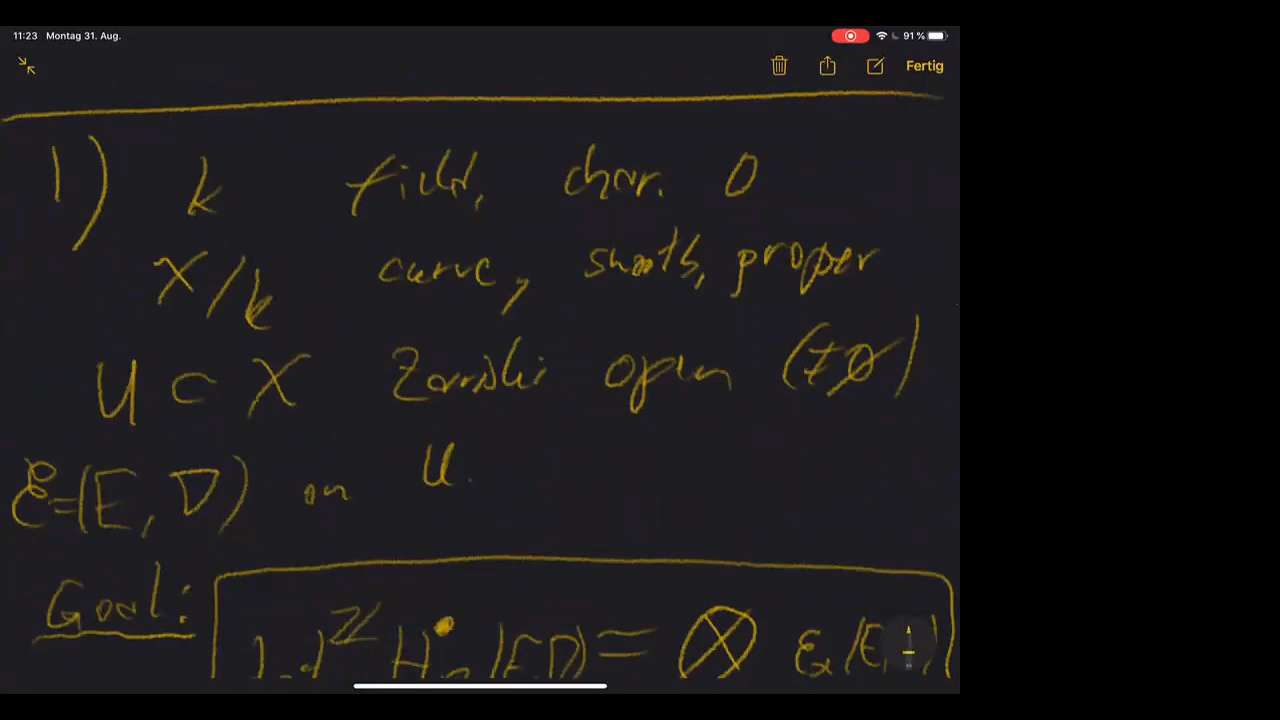 11:23 Montag 31. Aug. 91 %
Fertig
1) k field, char. 0
X/k curve, smooth, proper
U ⊂ X Zariski open (≠∅)
ℰ=(E, D) on U.
Goal: